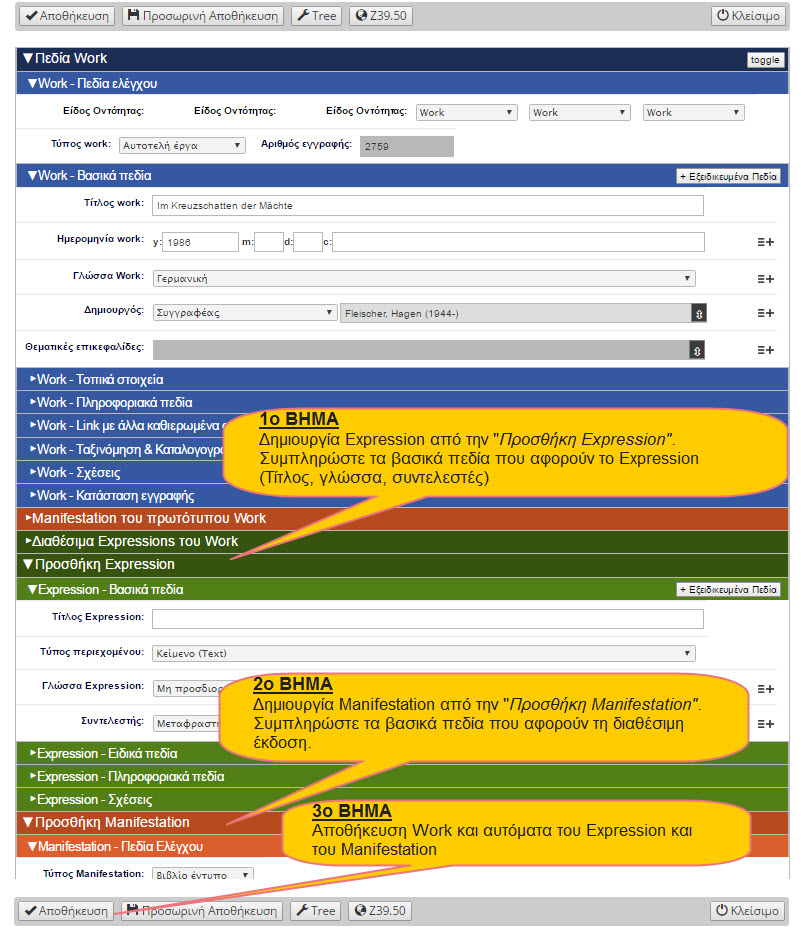 Αποθήκευση Προσωρινή Αποθήκευση Tree Z39.50 Κλείσιμο
▼Πεδία Work toggle
▼Work - Πεδία ελέγχου
Είδος Οντότητας: Είδος Οντότητας: Είδος Οντότητας: Work Work Work
Τύπος work: Αυτοτελή έργα Αριθμός εγγραφής: 2759
▼Work - Βασικά πεδία + Εξειδικευμένα Πεδία
Τίτλος work: Im Kreuzschatten der Mächte
Ημερομηνία work: y: 1986 m: d: c:
Γλώσσα Work: Γερμανική
Δημιουργός: Συγγραφέας Fleischer, Hagen (1944-)
Θεματικές επικεφαλίδες:
Work - Τοπικά στοιχεία
Work - Πληροφοριακά πεδία
Work - Link με άλλα καθιερωμένα
Work - Ταξινόμηση &
Work - Σχέσεις
Work - Κατάσταση εγγραφής
1ο ΒΗΜΑ
Δημιουργία Expression από την "Προσθήκη Expression".
Συμπληρώστε τα βασικά πεδία που αφορούν το Expression
(Τίτλος, γλώσσα, συντελεστές)
Manifestation του πρωτότυπου Work
Διαθέσιμα Expressions του Work
▼Προσθήκη Expression
▼Expression - Βασικά πεδία + Εξειδικευμένα Πεδία
Τίτλος Expression:
Τύπος περιεχομένου: Κείμενο (Text)
Γλώσσα Expression: Μη
Συντελεστής:
2ο ΒΗΜΑ
Δημιουργία Manifestation από την "Προσθήκη Manifestation".
Συμπληρώστε τα βασικά πεδία που αφορούν τη διαθέσιμη
έκδοση.
Expression - Ειδικά πεδία
Expression - Πληροφοριακά πεδία
Expression - Σχέσεις
▼Προσθήκη Manifestation
▼Manifestation - Πεδία Ελέγχου
3ο ΒΗΜΑ
Αποθήκευση Work και αυτόματα του Expression και
του Manifestation
Τύπος Manifestation: Βιβλίο έντυπο
Αποθήκευση Προσωρινή Αποθήκευση Tree Z39.50 Κλείσιμο